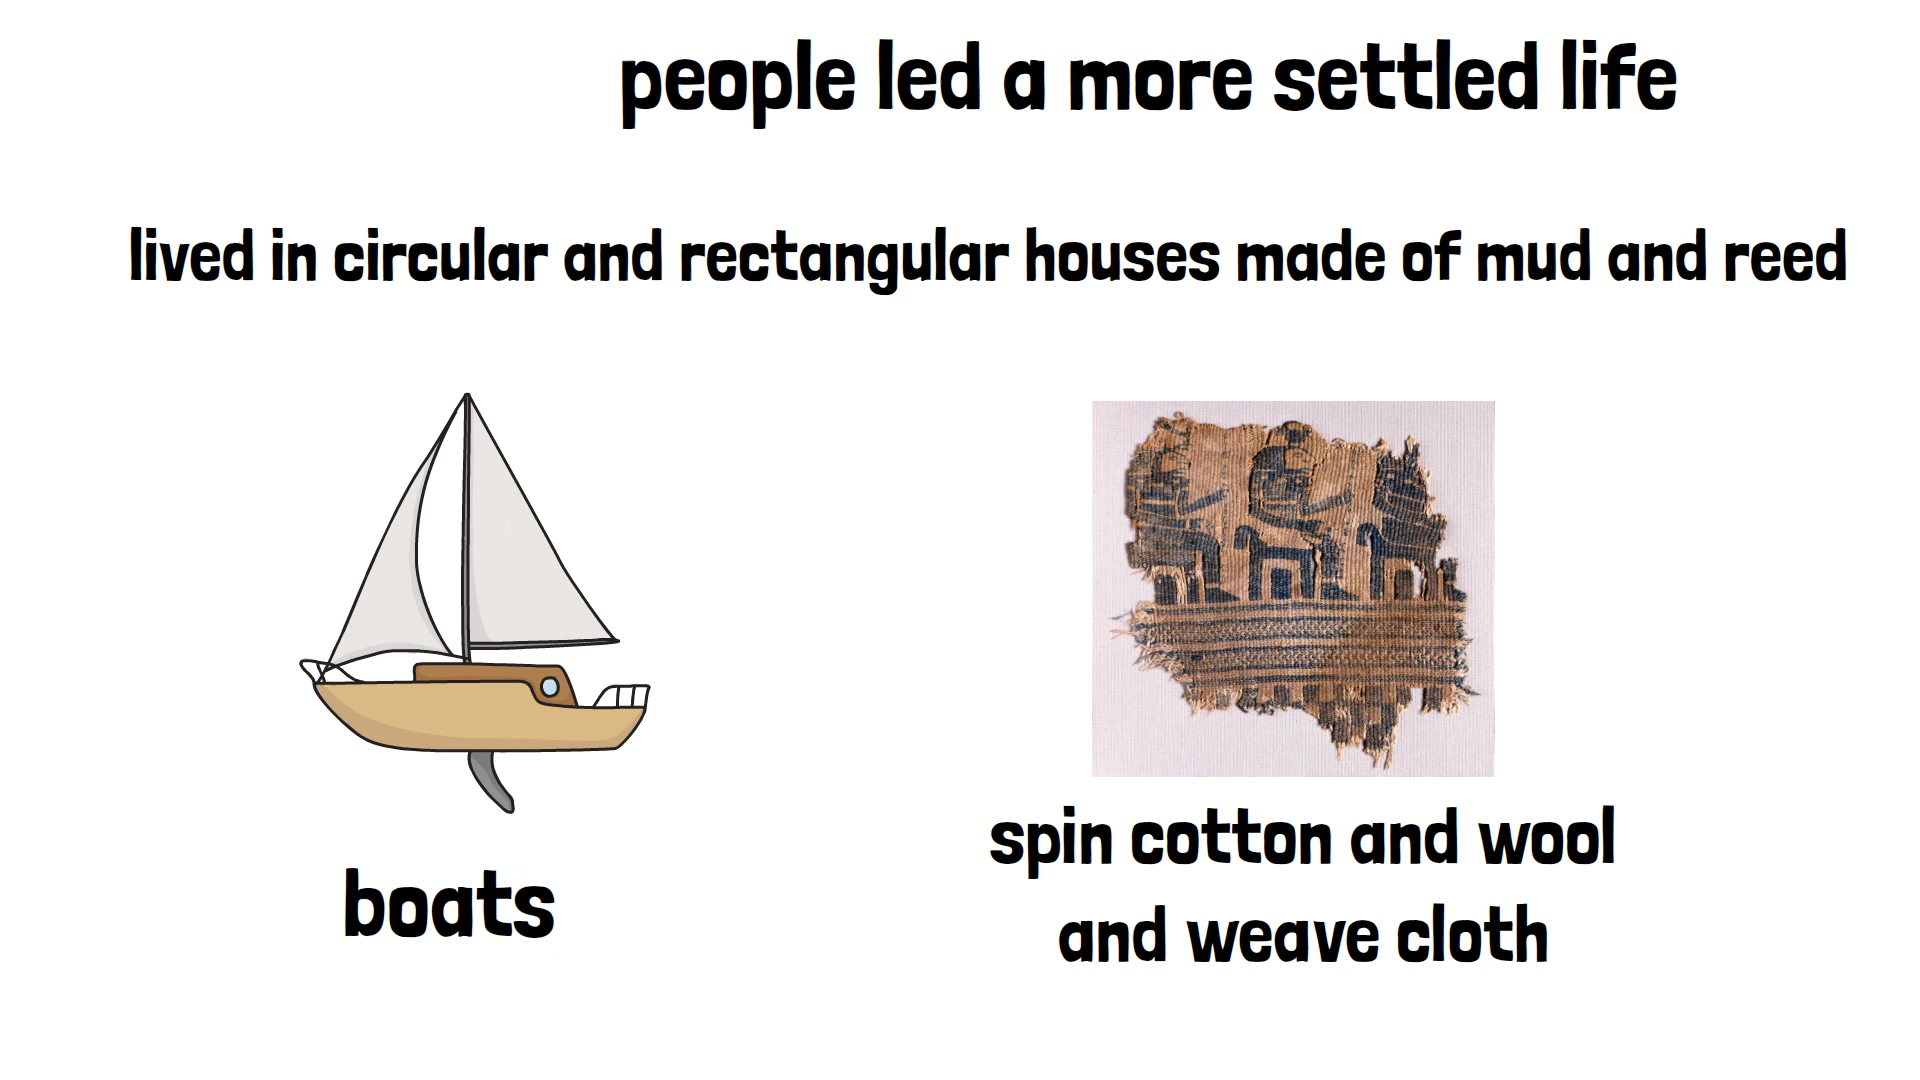 people led a more settled life
lived in circular and rectangular houses made of mud and reed
boats
spin cotton and wool
and weave cloth